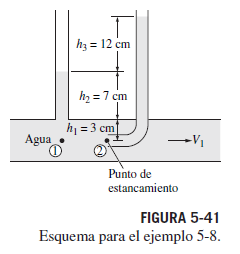 h3 = 12 cm
h2 = 7 cm
h1 = 3 cm
Agua
V1
1
2
Punto de
estancamiento
FIGURA 5-41
Esquema para el ejemplo 5-8.